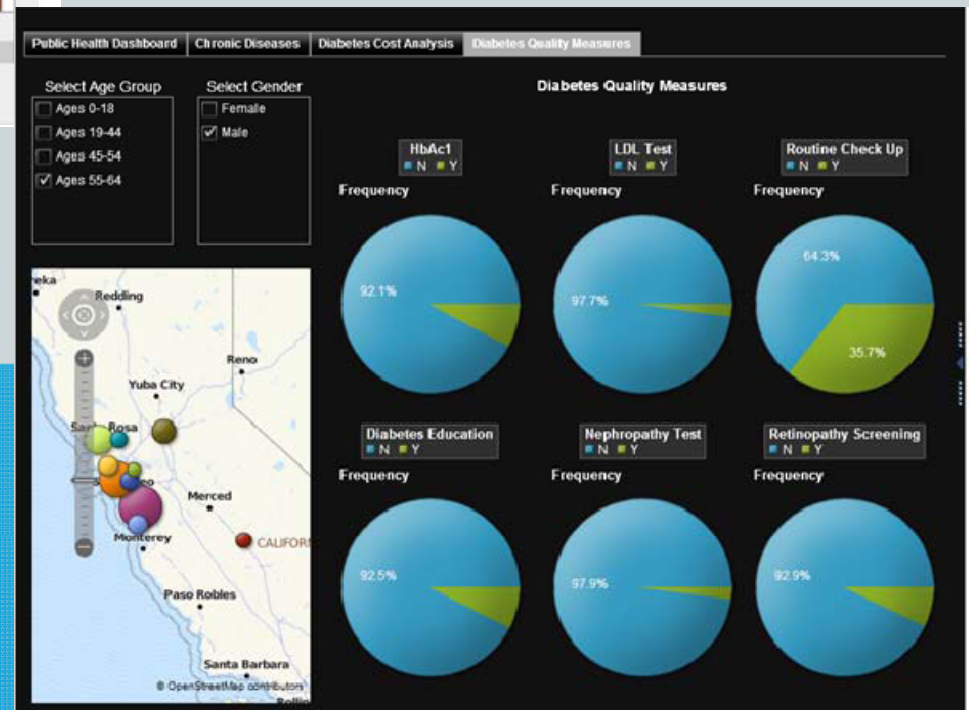 Public Health Dashboard
Chronic Diseases
Diabetes Cost Analysis
Diabetes Quality Measures
Select Age Group
Ages 0-18
Ages 19-44
Ages 45-54
Ages 55-64
Select Gender
Female
Male
Diabetes Quality Measures
HbAc1
N Y
Frequency
92.1%
LDL Test
N Y
Frequency
97.7%
Routine Check Up
N Y
Frequency
64.3%
35.7%
Diabetes Education
N Y
Frequency
92.5%
Nephropathy Test
N Y
Frequency
97.9%
Retinopathy Screening
N Y
Frequency
92.9%
eka
Redding
Reno
Yuba City
Rosa
Merced
Monterey
CALIFOR
Paso Robles
Santa Barbara
© OpenStreetMap contributors